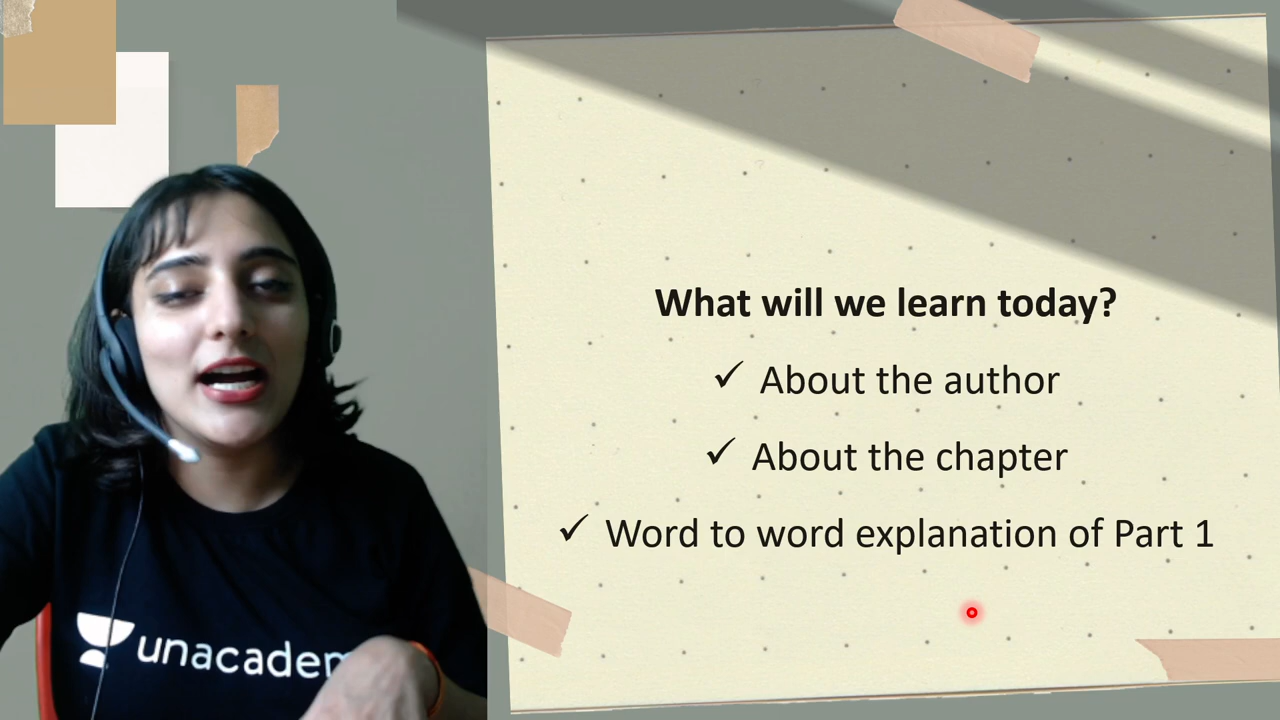 What will we learn today?
✓ About the author
✓ About the chapter
✓ Word to word explanation of Part 1
unacadem